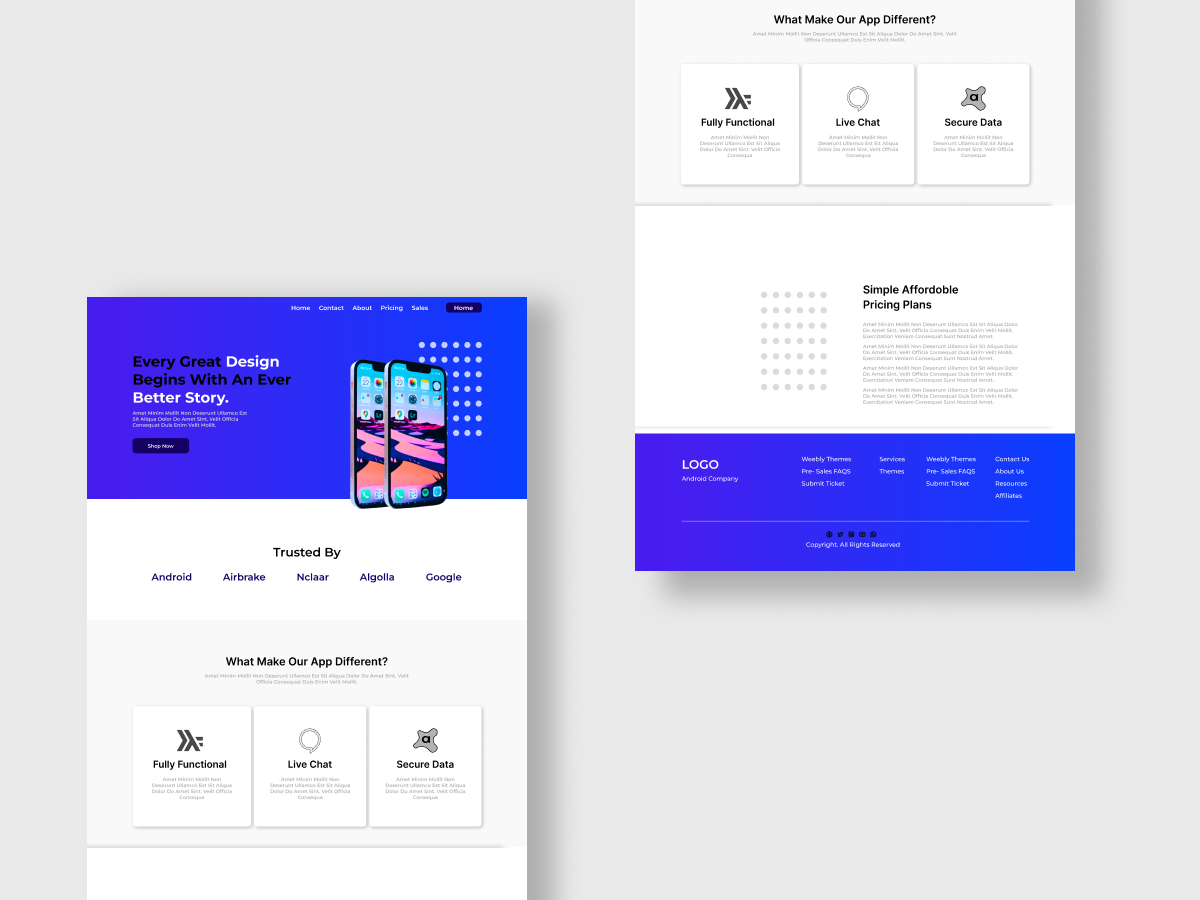 Home Contact About Pricing Sales Home
Every Great Design
Begins With An Ever
Better Story.
Amet Minim Mollit Non Deserunt Ullamco Est
Sit Aliqua Dolor Do Amet Sint. Velit Officia
Consequat Duis Enim Velit Mollit.
Shop Now
Trusted By
Android Airbrake Nclaar Algolla Google
What Make Our App Different?
Amet Minim Mollit Non Deserunt Ullamco Est Sit Aliqua Dolor Do Amet Sint. Velit
Officia Consequat Duis Enim Velit Mollit.
Fully Functional
Amet Minim Mollit Non
Deserunt Ullamco Est Sit Aliqua
Dolor Do Amet Sint. Velit Officia
Consequa
Live Chat
Amet Minim Mollit Non
Deserunt Ullamco Est Sit Aliqua
Dolor Do Amet Sint. Velit Officia
Consequa
Secure Data
Amet Minim Mollit Non
Deserunt Ullamco Est Sit Aliqua
Dolor Do Amet Sint. Velit Officia
Consequa
What Make Our App Different?
Amet Minim Mollit Non Deserunt Ullamco Est Sit Aliqua Dolor Do Amet Sint. Velit
Officia Consequat Duis Enim Velit Mollit.
Fully Functional
Amet Minim Mollit Non
Deserunt Ullamco Est Sit Aliqua
Dolor Do Amet Sint. Velit Officia
Consequa
Live Chat
Amet Minim Mollit Non
Deserunt Ullamco Est Sit Aliqua
Dolor Do Amet Sint. Velit Officia
Consequa
Secure Data
Amet Minim Mollit Non
Deserunt Ullamco Est Sit Aliqua
Dolor Do Amet Sint. Velit Officia
Consequa
Simple Affordable
Pricing Plans
Amet Minim Mollit Non Deserunt Ullamco Est Sit Aliqua Dolor
Do Amet Sint. Velit Officia Consequat Duis Enim Velit Mollit.
Exercitation Veniam Consequat Sunt Nostrud Amet.
Amet Minim Mollit Non Deserunt Ullamco Est Sit Aliqua Dolor
Do Amet Sint. Velit Officia Consequat Duis Enim Velit Mollit.
Exercitation Veniam Consequat Sunt Nostrud Amet.
Amet Minim Mollit Non Deserunt Ullamco Est Sit Aliqua Dolor
Do Amet Sint. Velit Officia Consequat Duis Enim Velit Mollit.
Exercitation Veniam Consequat Sunt Nostrud Amet.
Amet Minim Mollit Non Deserunt Ullamco Est Sit Aliqua Dolor
Do Amet Sint. Velit Officia Consequat Duis Enim Velit Mollit.
Exercitation Veniam Consequat Sunt Nostrud Amet.
LOGO
Android Company
Weebly Themes
Pre- Sales FAQS
Submit Ticket
Services
Themes
Weebly Themes
Pre- Sales FAQS
Submit Ticket
Contact Us
About Us
Resources
Affiliates
Copyright. All Rights Reserved